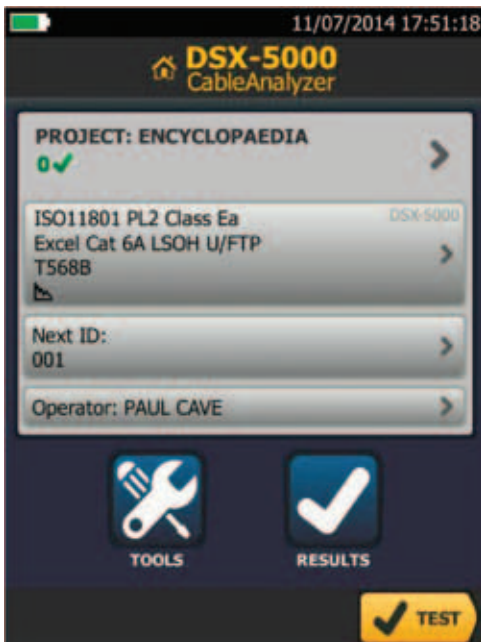 11/07/2014 17:51:18
DSX-5000
CableAnalyzer
PROJECT: ENCYCLOPAEDIA
0
ISO11801 PL2 Class Ea
DSX-5000
Excel Cat 6A LSOH U/FTP
T568B
Next ID:
001
Operator: PAUL CAVE
TOOLS
RESULTS
TEST